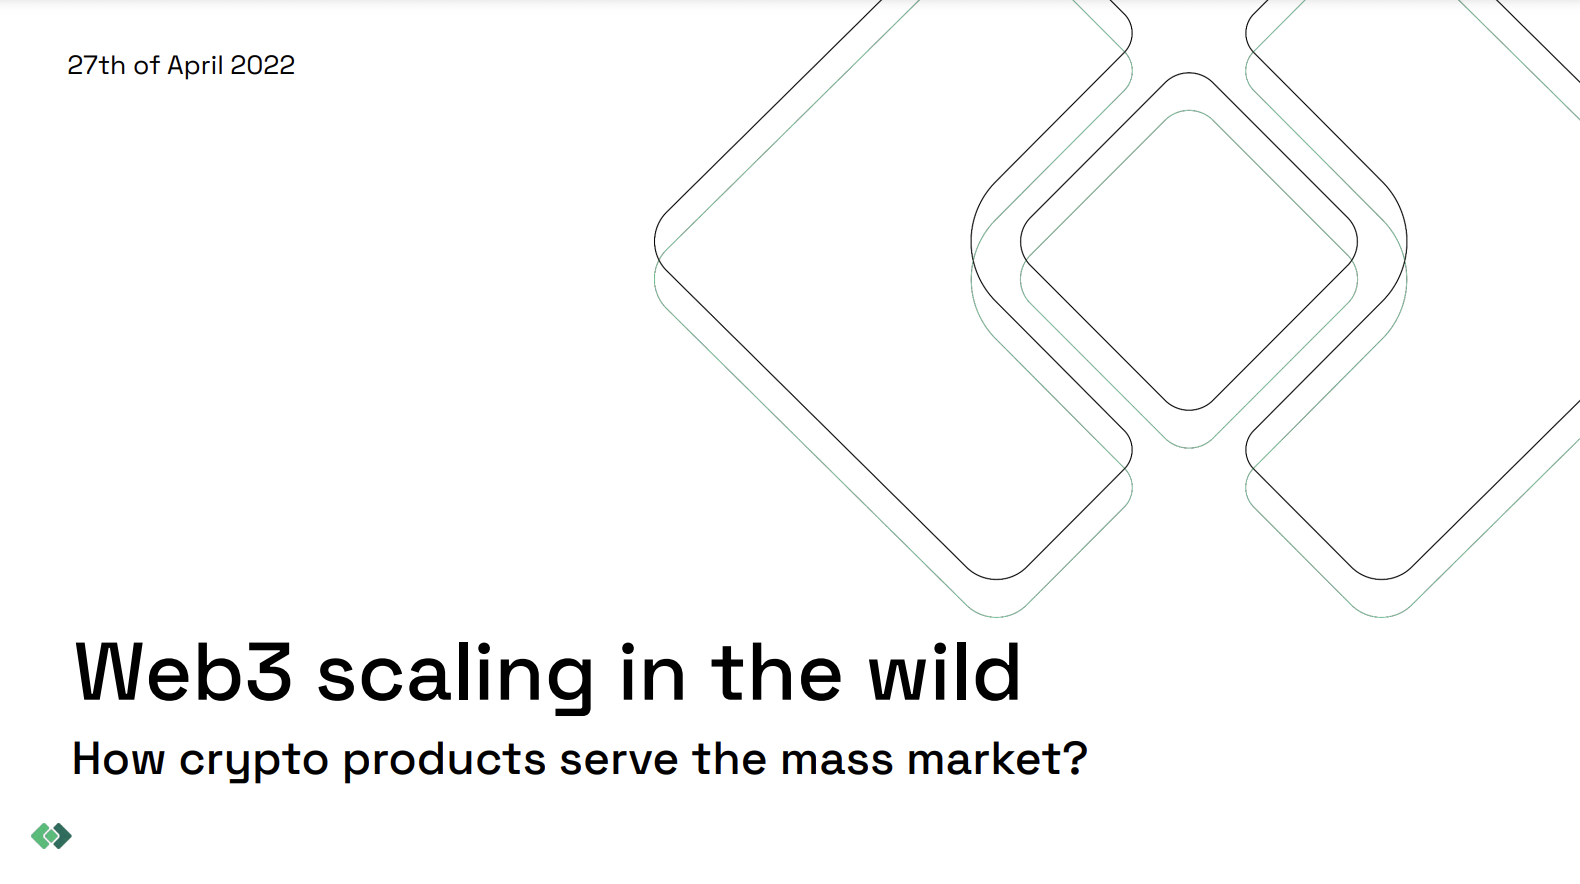 27th of April 2022
Web3 scaling in the wild
How crypto products serve the mass market?